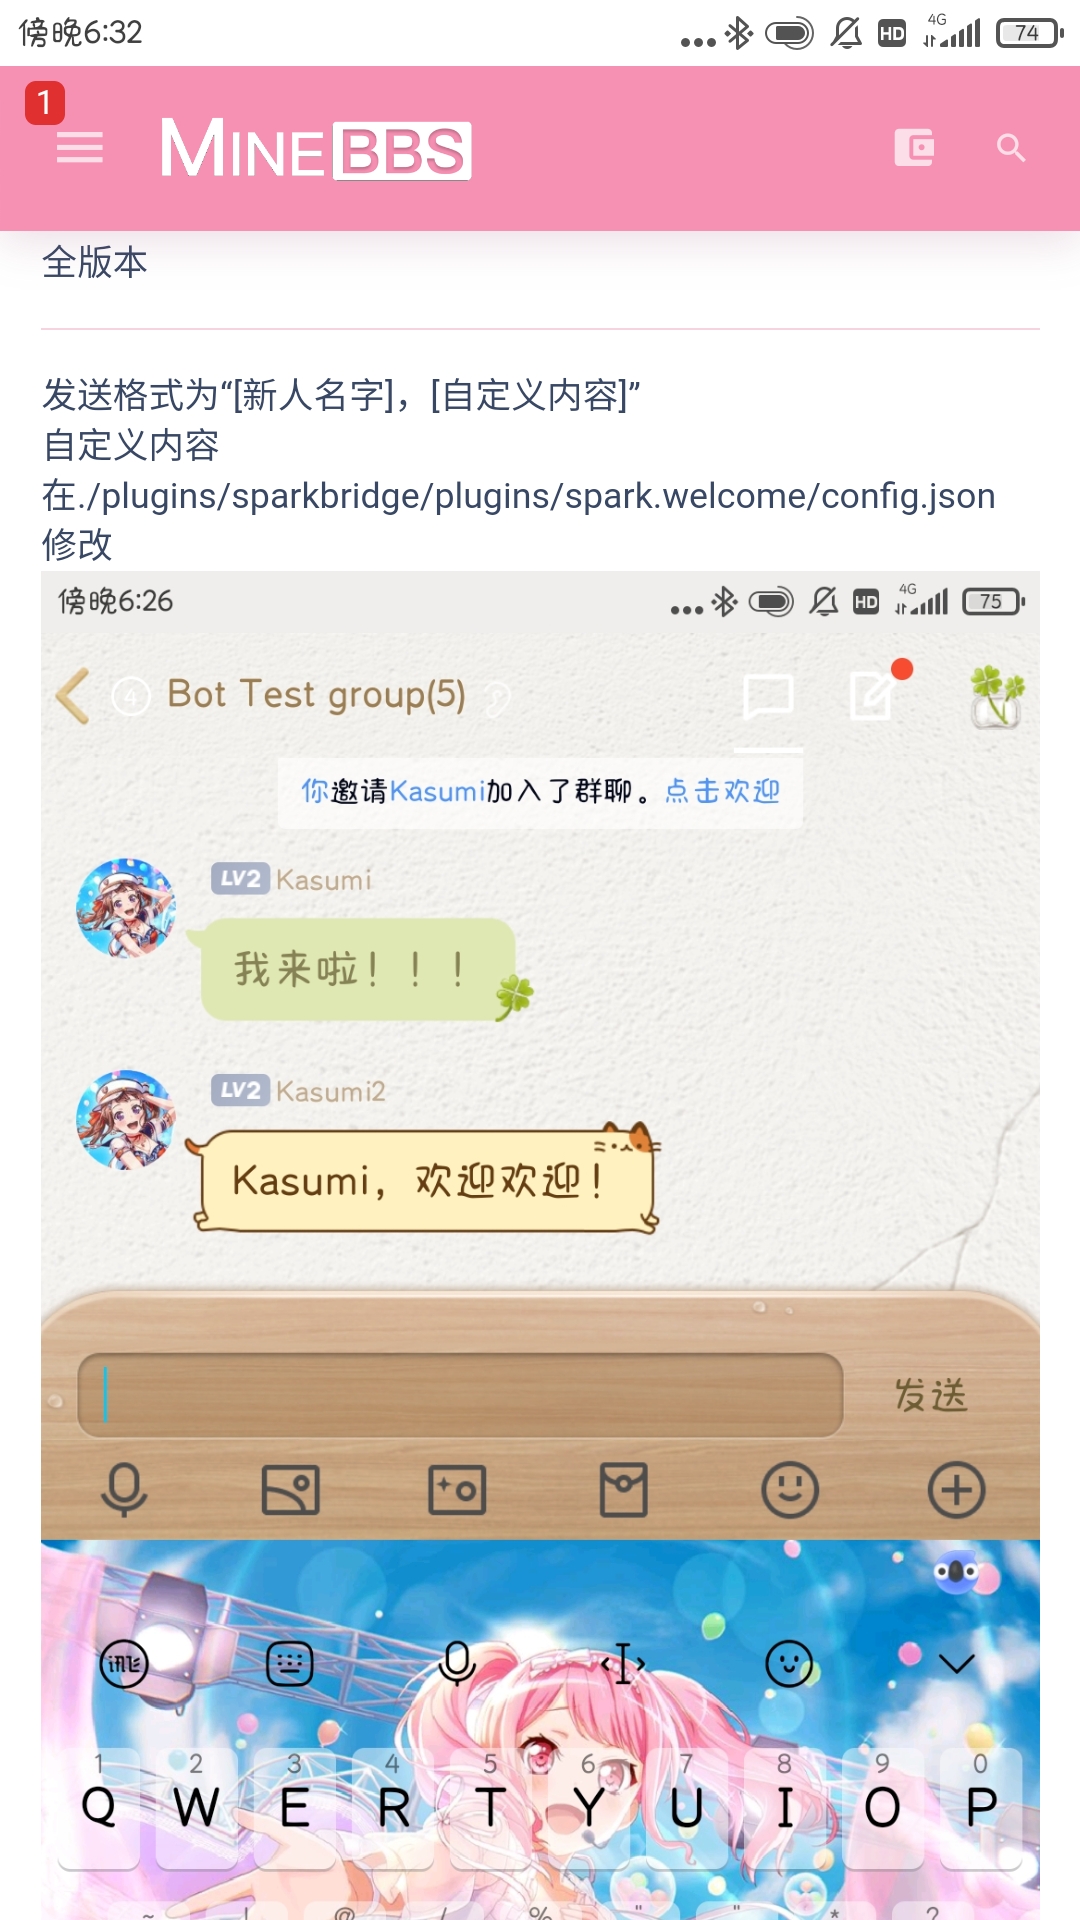 傍晚6:32
HD
4G
74
1
MINEBBS
全版本
发送格式为“[新人名字]，[自定义内容]”
自定义内容
在./plugins/sparkbridge/plugins/spark.welcome/config.json
修改
傍晚6:26
HD
4G
75
4
Bot Test group(5)
你邀请Kasumi加入了群聊。点击欢迎
LV2 Kasumi
我来啦！！！
LV2 Kasumi2
Kasumi，欢迎欢迎！
发送
1 2 3 4 5 6 7 8 9 0
Q W E R T Y U I O P